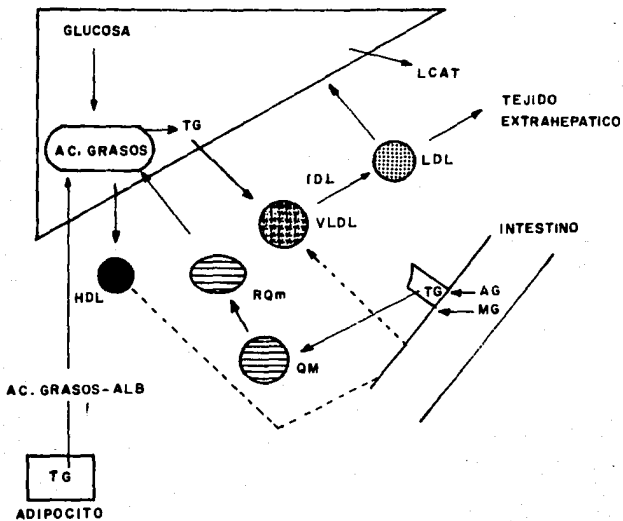 GLUCOSA
LCAT
TG
TEJIDO
EXTRAHEPATICO
AC. GRASOS
LDL
IDL
VLDL
INTESTINO
HDL
RQm
TG
AG
MG
QM
AC. GRASOS-ALB
TG
ADIPOCITO